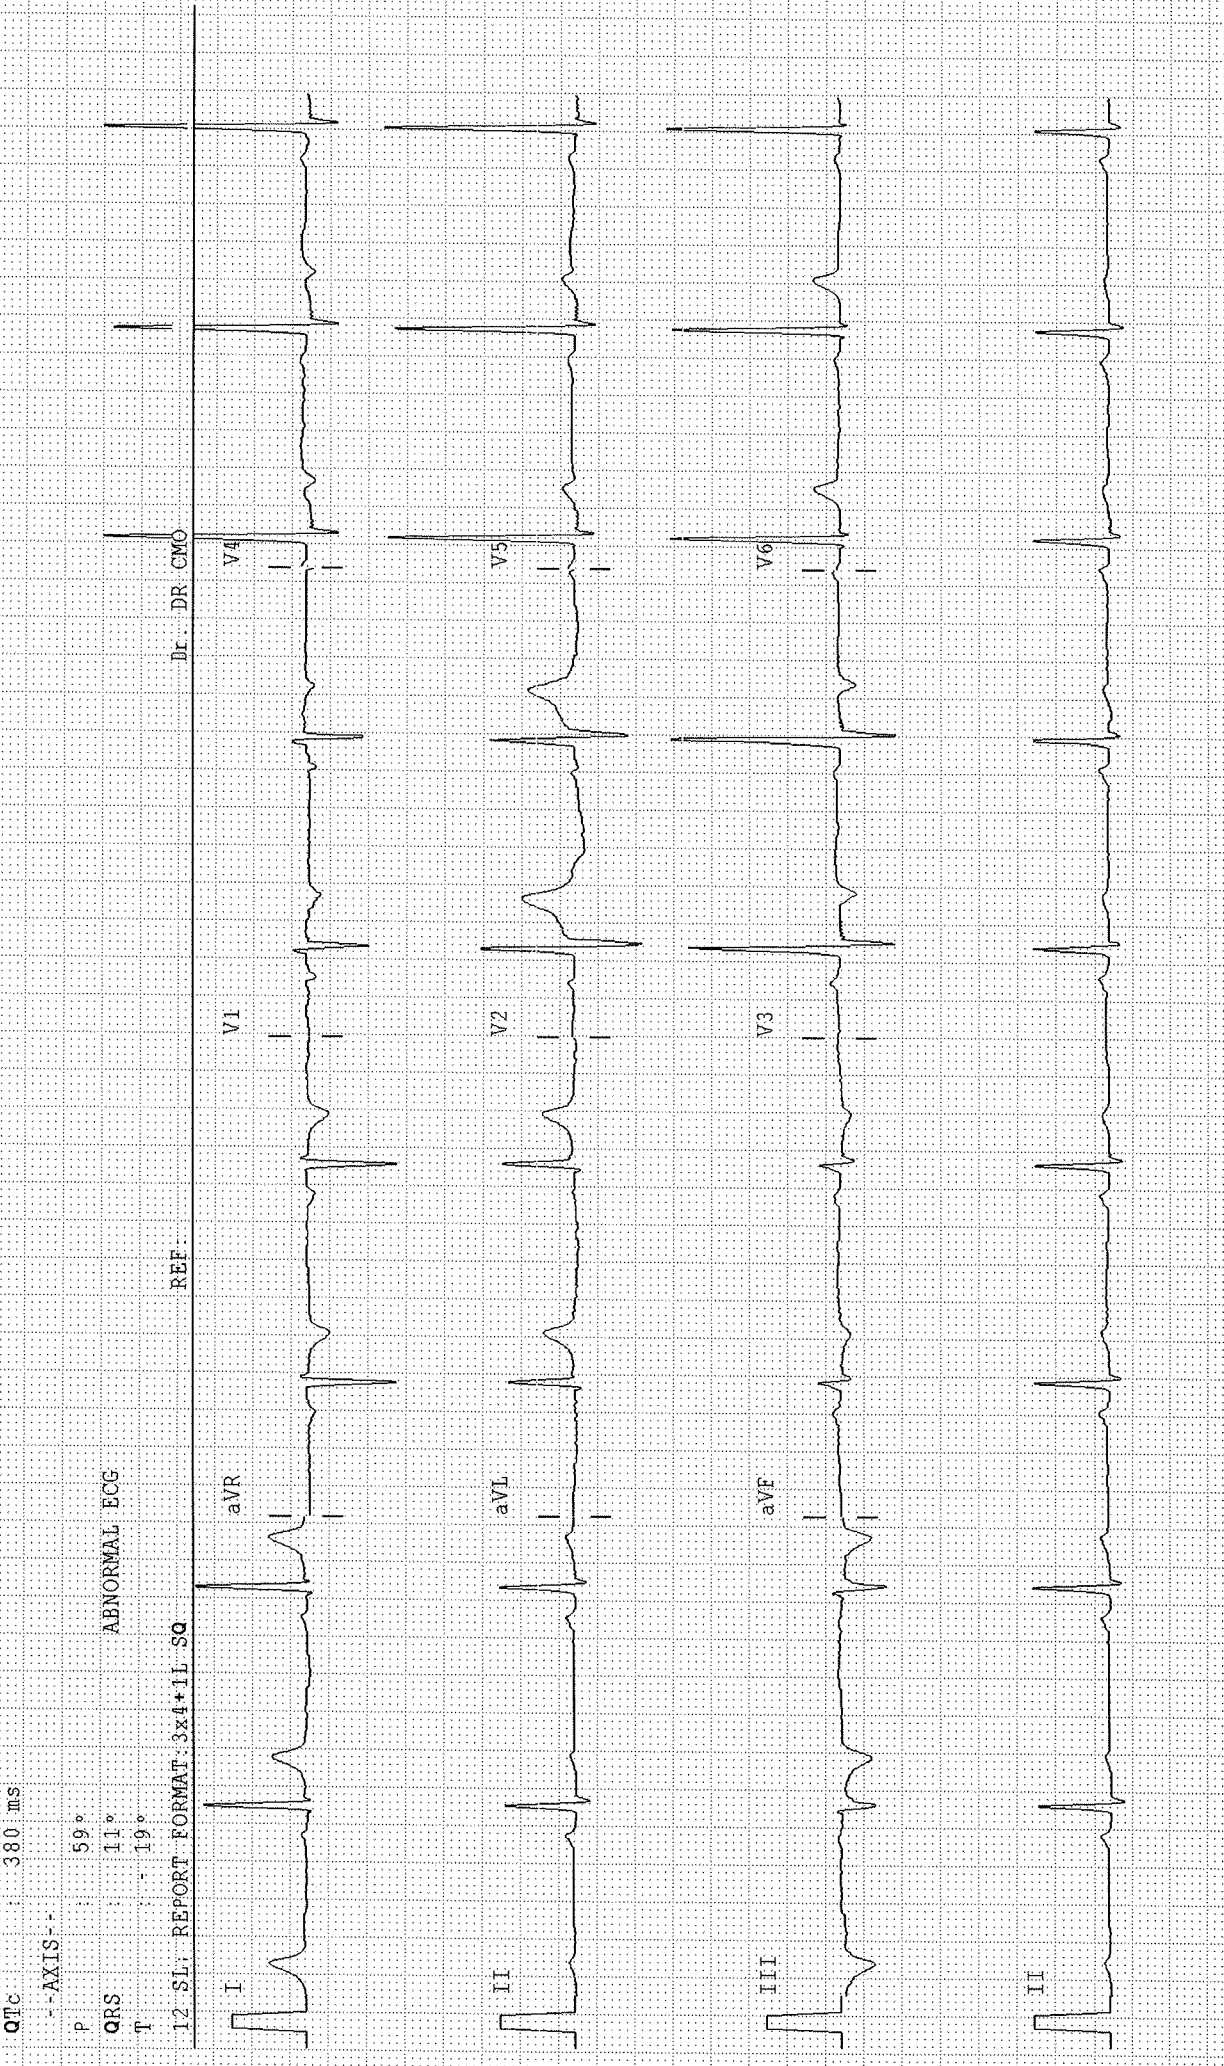 QTc : 380 ms
--AXIS--
P : 59°
QRS : 11° ABNORMAL ECG
T : - 19°
12 SL; REPORT FORMAT:3x4+1L SQ REF: Dr. DR CMO
I aVR V1 V4
II aVL V2 V5
III aVF V3 V6
II